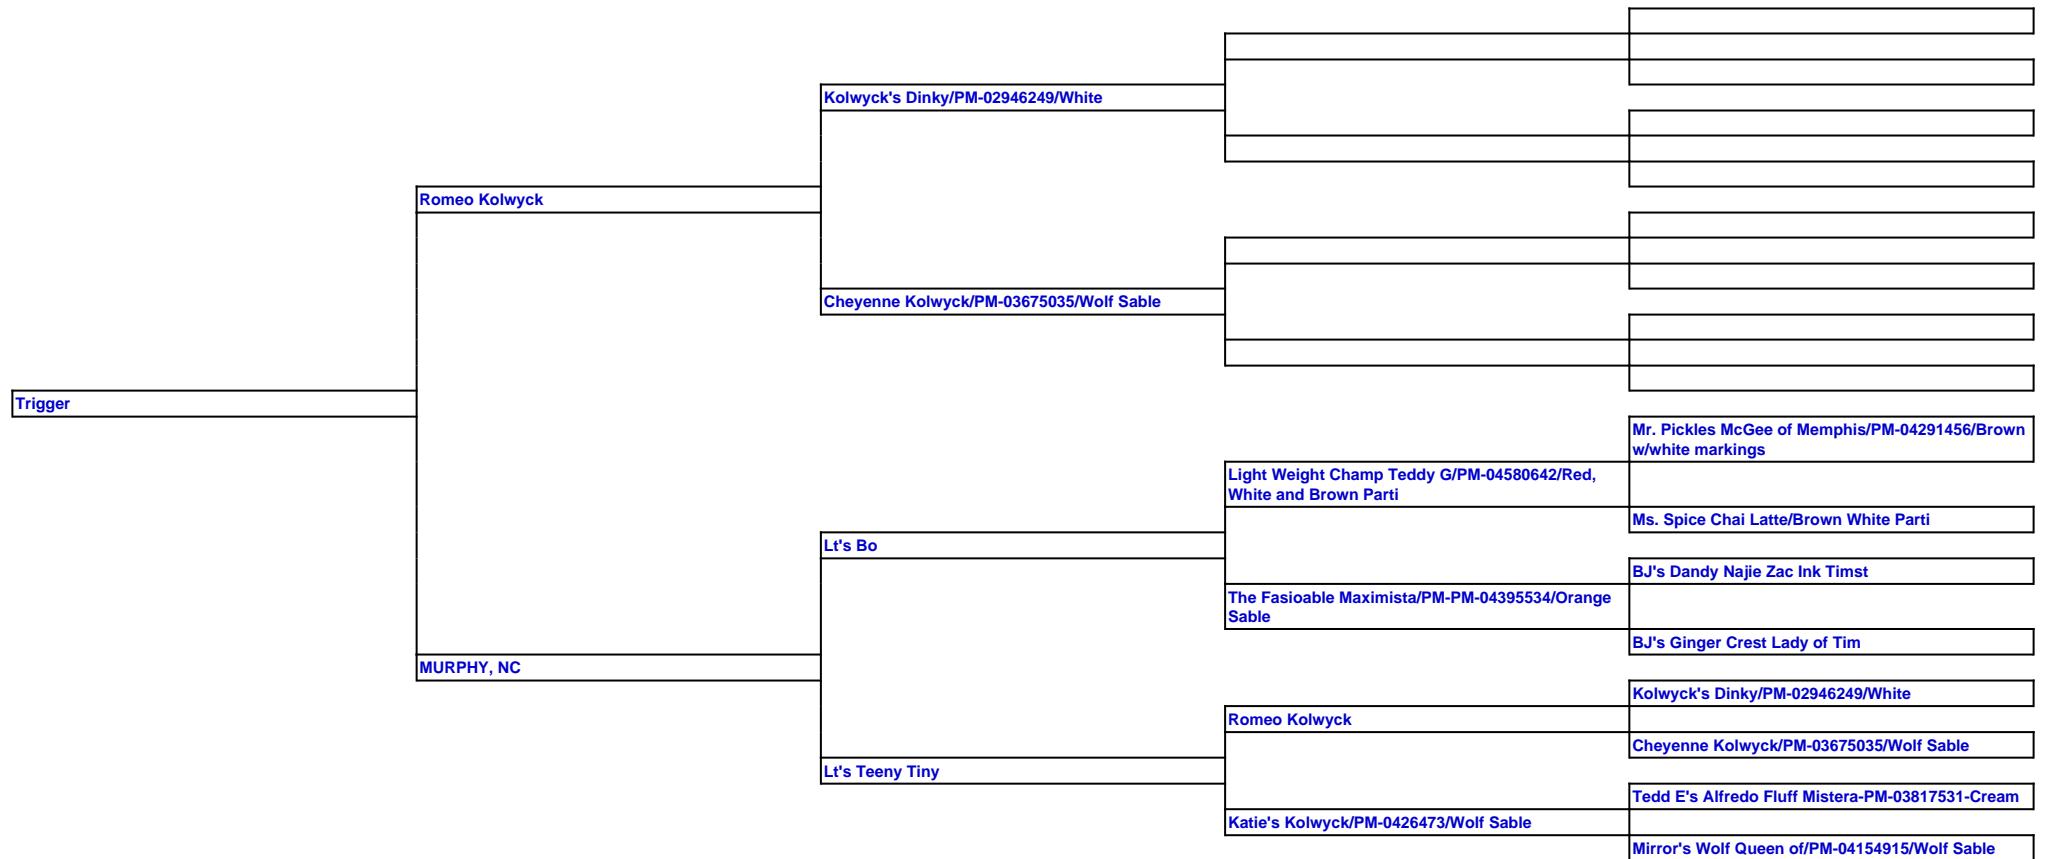 Kolwyck's Dinky/PM-02946249/White
Romeo Kolwyck
Cheyenne Kolwyck/PM-03675035/Wolf Sable
Trigger
Mr. Pickles McGee of Memphis/PM-04291456/Brown
w/white markings
Light Weight Champ Teddy G/PM-04580642/Red,
White and Brown Parti
Ms. Spice Chai Latte/Brown White Parti
Lt's Bo
BJ's Dandy Najie Zac Ink Timst
The Fasioable Maximista/PM-PM-04395534/Orange
Sable
BJ's Ginger Crest Lady of Tim
MURPHY, NC
Kolwyck's Dinky/PM-02946249/White
Romeo Kolwyck
Cheyenne Kolwyck/PM-03675035/Wolf Sable
Lt's Teeny Tiny
Tedd E's Alfredo Fluff Mistera-PM-03817531-Cream
Katie's Kolwyck/PM-0426473/Wolf Sable
Mirror's Wolf Queen of/PM-04154915/Wolf Sable